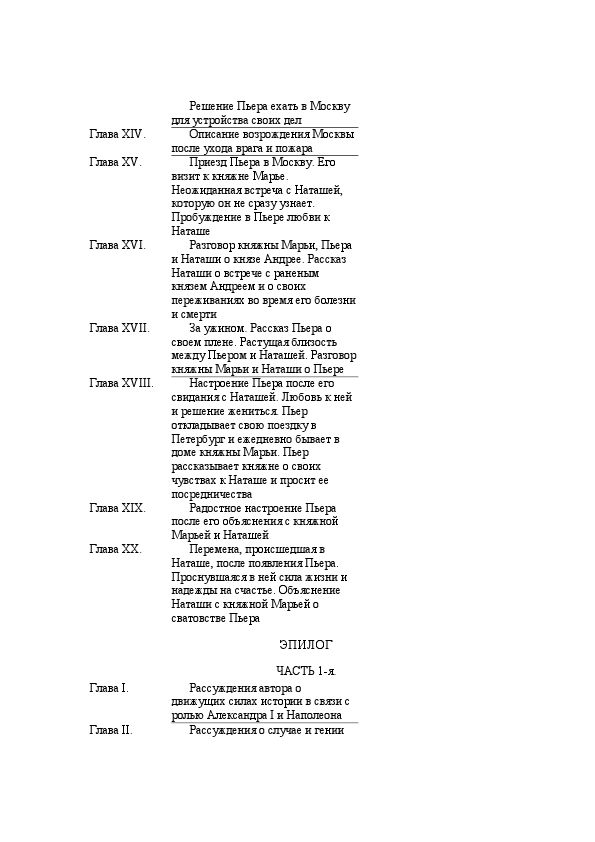 Решение Пьера ехать в Москву
для устройства своих дел
Глава XIV. Описание возрождения Москвы
после ухода врага и пожара
Глава XV. Приезд Пьера в Москву. Его
визит к княжне Марье.
Неожиданная встреча с Наташей,
которую он не сразу узнает.
Пробуждение в Пьере любви к
Наташе
Глава XVI. Разговор княжны Марьи, Пьера
и Наташи о князе Андрее. Рассказ
Наташи о встрече с раненым
князем Андреем и о своих
переживаниях во время его болезни
и смерти
Глава XVII. За ужином. Рассказ Пьера о
своем плене. Растущая близость
между Пьером и Наташей. Разговор
княжны Марьи и Наташи о Пьере
Глава XVIII. Настроение Пьера после его
свидания с Наташей. Любовь к ней
и решение жениться. Пьер
откладывает свою поездку в
Петербург и ежедневно бывает в
доме княжны Марьи. Пьер
рассказывает княжне о своих
чувствах к Наташе и просит ее
посредничества
Глава XIX. Радостное настроение Пьера
после его объяснения с княжной
Марьей и Наташей
Глава XX. Перемена, происшедшая в
Наташе, после появления Пьера.
Проснувшаяся в ней сила жизни и
надежды на счастье. Объяснение
Наташи с княжной Марьей о
сватовстве Пьера
ЭПИЛОГ
ЧАСТЬ 1-я.
Глава I. Рассуждения автора о
движущих силах истории в связи с
ролью Александра I и Наполеона
Глава II. Рассуждения о случае и гении